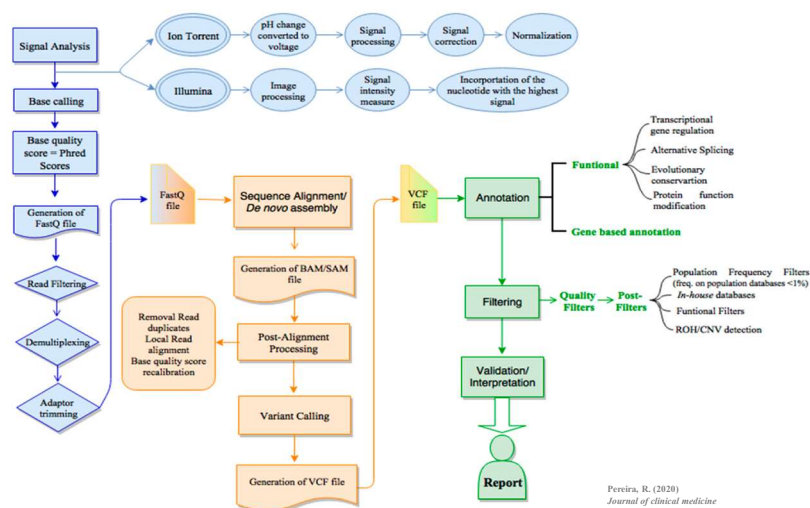 Signal Analysis
Ion Torrent
pH change
converted to
voltage
Signal
processing
Signal
correction
Normalization
Illumina
Image
processing
Signal
intensity
measure
Incorportation of the
nucleotide with the highest
signal
Base calling
Base quality
score = Phred
Scores
Generation of
FastQ file
Read Filtering
Demultiplexing
Adaptor
trimming
FastQ
file
Sequence Alignment/
De novo assembly
Generation of BAM/SAM
file
Post-Alignment
Processing
Removal Read
duplicates
Local Read
alignment
Base quality score
recalibration
Variant Calling
Generation of VCF file
VCF
file
Annotation
Funtional
Transcriptional
gene regulation
Alternative Splicing
Evolutionary
conservartion
Protein function
modification
Gene based annotation
Filtering
Quality
Filters
Post-
Filters
Population Frequency Filters
(freq. on population databases <1%)
In-house databases
Funtional Filters
ROH/CNV detection
Validation/
Interpretation
Report
Pereira, R. (2020)
Journal of clinical medicine